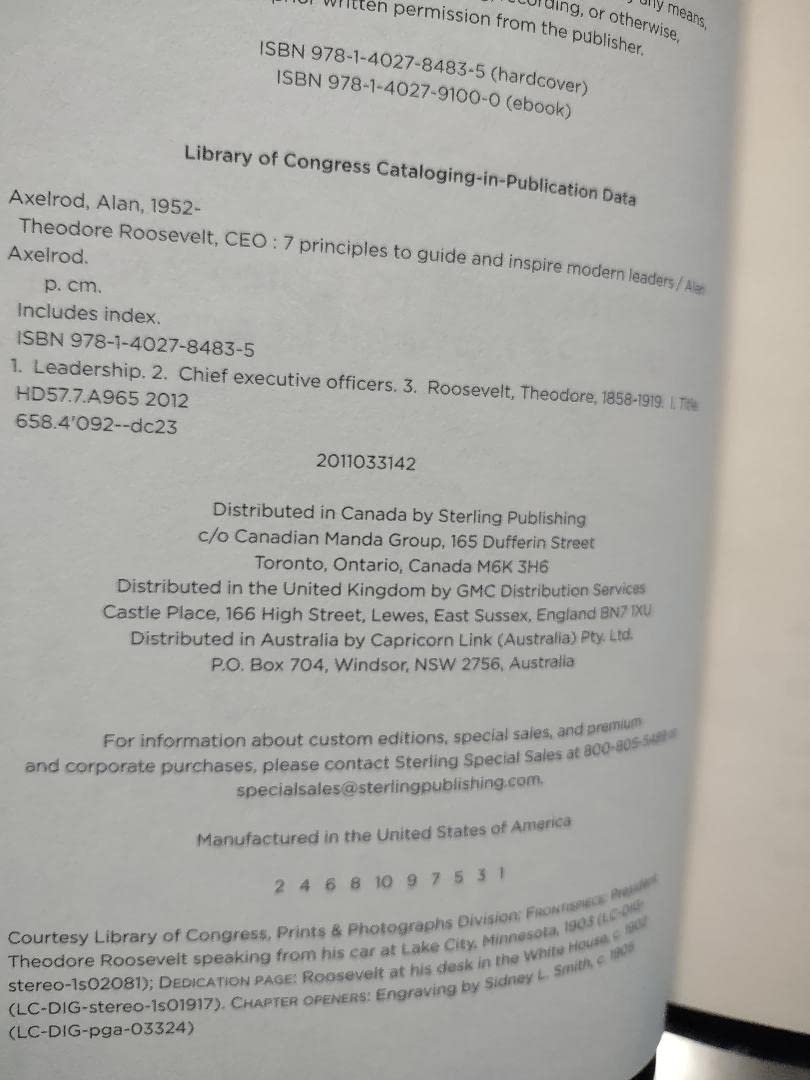 any means,
recording, or otherwise,
written permission from the publisher.
ISBN 978-1-4027-8483-5 (hardcover)
ISBN 978-1-4027-9100-0 (ebook)
Library of Congress Cataloging-in-Publication Data
Axelrod, Alan, 1952-
Theodore Roosevelt, CEO : 7 principles to guide and inspire modern leaders / Alan
Axelrod.
p. cm.
Includes index.
ISBN 978-1-4027-8483-5
1. Leadership. 2. Chief executive officers. 3. Roosevelt, Theodore, 1858-1919. I. Title.
HD57.7.A965 2012
658.4'092--dc23
2011033142
Distributed in Canada by Sterling Publishing
c/o Canadian Manda Group, 165 Dufferin Street
Toronto, Ontario, Canada M6K 3H6
Distributed in the United Kingdom by GMC Distribution Services
Castle Place, 166 High Street, Lewes, East Sussex, England BN7 1XU
Distributed in Australia by Capricorn Link (Australia) Pty. Ltd.
P.O. Box 704, Windsor, NSW 2756, Australia
For information about custom editions, special sales, and premium
and corporate purchases, please contact Sterling Special Sales at
specialsales@sterlingpublishing.com.
Manufactured in the United States of America
2 4 6 8 10 9 7 5 3 1
Courtesy Library of Congress, Prints & Photographs Division: FRONTISPIECE: President
Theodore Roosevelt speaking from his car at Lake City, Minnesota, 1903 (LC-DIG-
stereo-1s02081); DEDICATION PAGE: Roosevelt at his desk in the White House, c. 1902
(LC-DIG-stereo-1s01917). CHAPTER OPENERS: Engraving by Sidney L. Smith, c. 1905
(LC-DIG-pga-03324)